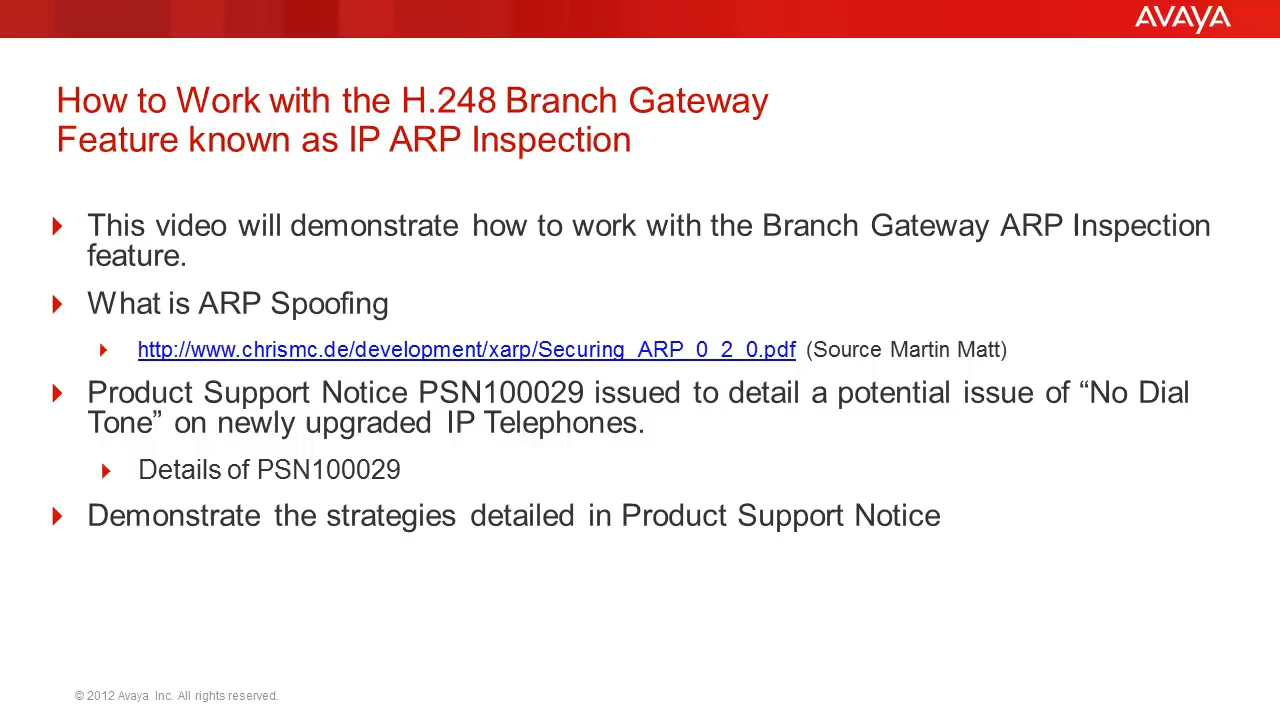 AVAYA
How to Work with the H.248 Branch Gateway
Feature known as IP ARP Inspection
This video will demonstrate how to work with the Branch Gateway ARP Inspection
feature.
What is ARP Spoofing
http://www.chrismc.de/development/xarp/Securing_ARP_0_2_0.pdf (Source Martin Matt)
Product Support Notice PSN100029 issued to detail a potential issue of “No Dial
Tone” on newly upgraded IP Telephones.
Details of PSN100029
Demonstrate the strategies detailed in Product Support Notice
© 2012 Avaya Inc. All rights reserved.